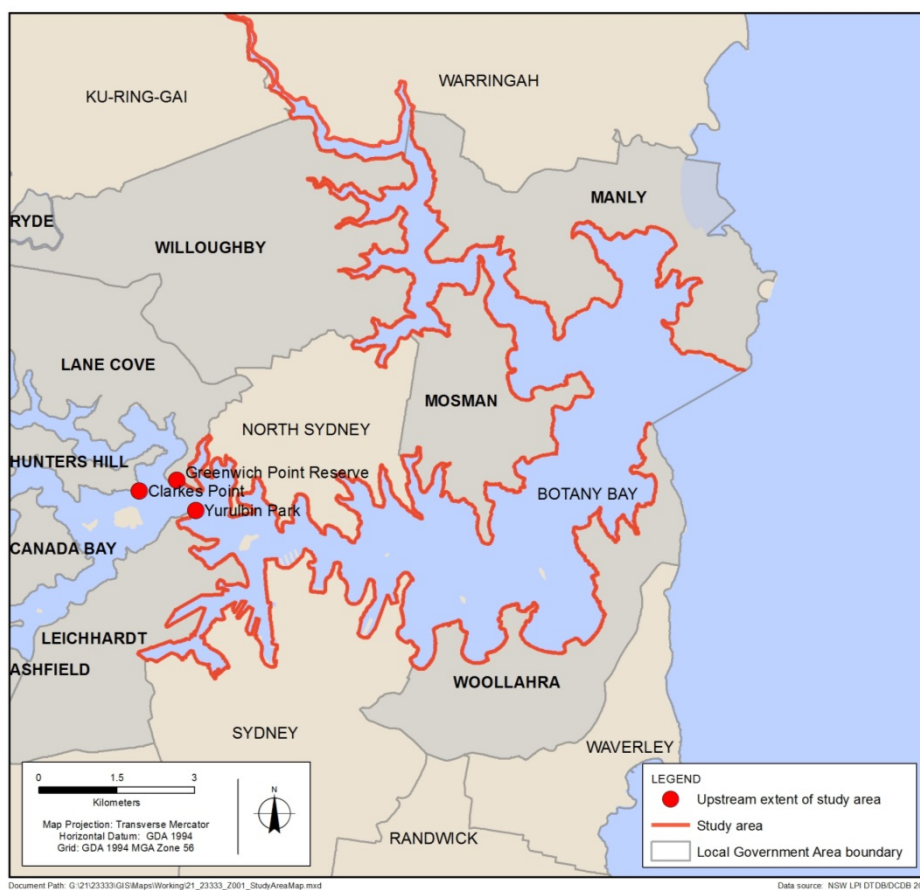 KU-RING-GAI
WARRINGAH
MANLY
RYDE
WILLOUGHBY
LANE COVE
MOSMAN
NORTH SYDNEY
HUNTERS HILL
Greenwich Point Reserve
Clarkes Point
BOTANY BAY
Yurulbin Park
CANADA BAY
LEICHHARDT
ASHFIELD
WOOLLAHRA
SYDNEY
WAVERLEY
RANDWICK
0 1.5 3
Kilometers
Map Projection: Transverse Mercator
Horizontal Datum: GDA 1994
Grid: GDA 1994 MGA Zone 56
N
LEGEND
Upstream extent of study area
Study area
Local Government Area boundary
Document Path: G:\21\23333\GIS\Maps\Working\21_23333_Z001_StudyAreaMap.mxd
Data source: NSW LPI DTDB/DCDB